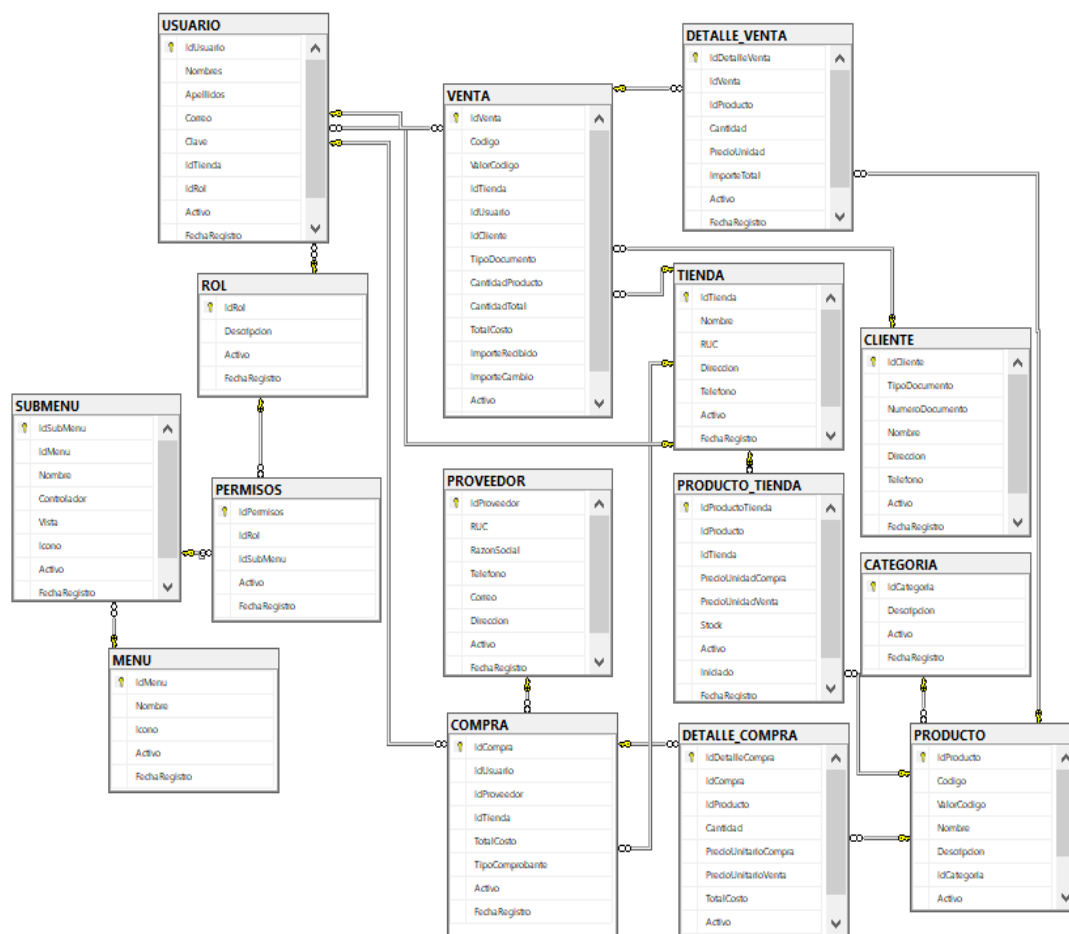 USUARIO
IdUsuario
Nombres
Apellidos
Correo
Clave
IdTienda
IdRol
Activo
FechaRegistro
DETALLE_VENTA
IdDetalleVenta
IdVenta
IdProducto
Cantidad
PrecioUnidad
ImporteTotal
Activo
FechaRegistro
VENTA
IdVenta
Codigo
ValorCodigo
IdTienda
IdUsuario
IdCliente
TipoDocumento
CantidadProducto
CantidadTotal
TotalCosto
ImporteRecibido
ImporteCambio
Activo
ROL
IdRol
Descripcion
Activo
FechaRegistro
TIENDA
IdTienda
Nombre
RUC
Direccion
Telefono
Activo
FechaRegistro
CLIENTE
IdCliente
TipoDocumento
NumeroDocumento
Nombre
Direccion
Telefono
Activo
FechaRegistro
SUBMENU
IdSubMenu
IdMenu
Nombre
Controlador
Vista
Icono
Activo
FechaRegistro
PERMISOS
IdPermisos
IdRol
IdSubMenu
Activo
FechaRegistro
PROVEEDOR
IdProveedor
RUC
RazonSocial
Telefono
Correo
Direccion
Activo
FechaRegistro
PRODUCTO_TIENDA
IdProductoTienda
IdProducto
IdTienda
PrecioUnidadCompra
PrecioUnidadVenta
Stock
Activo
Iniciado
FechaRegistro
CATEGORIA
IdCategoria
Descripcion
Activo
FechaRegistro
MENU
IdMenu
Nombre
Icono
Activo
FechaRegistro
COMPRA
IdCompra
IdUsuario
IdProveedor
IdTienda
TotalCosto
TipoComprobante
Activo
FechaRegistro
DETALLE_COMPRA
IdDetalleCompra
IdCompra
IdProducto
Cantidad
PrecioUnitarioCompra
PrecioUnitarioVenta
TotalCosto
Activo
PRODUCTO
IdProducto
Codigo
ValorCodigo
Nombre
Descripcion
IdCategoria
Activo